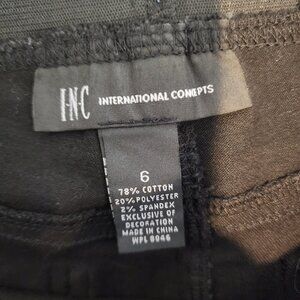 I·N·C INTERNATIONAL CONCEPTS
6
78% COTTON
20% POLYESTER
2% SPANDEX
EXCLUSIVE OF
DECORATION
MADE IN CHINA
WPL 8946